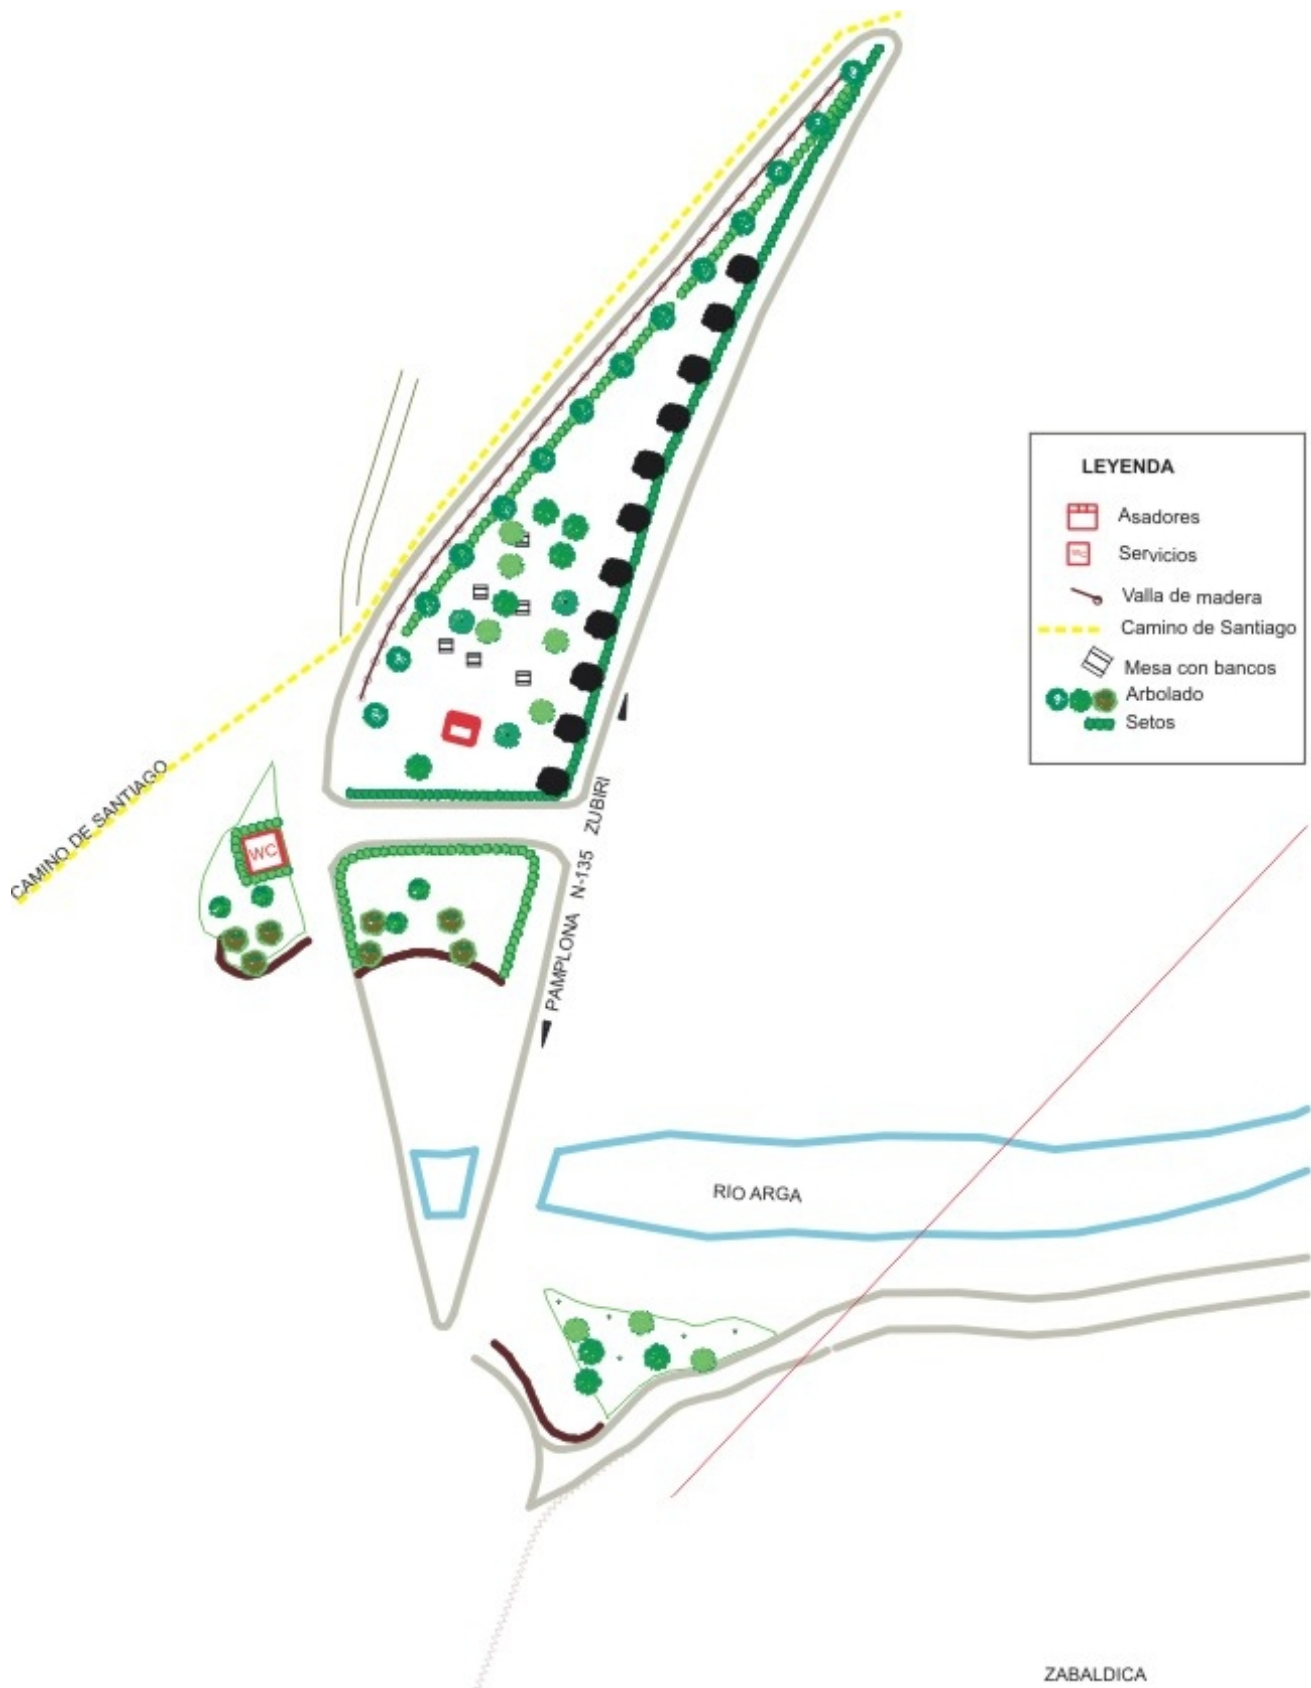 LEYENDA
Asadores
WC
Servicios
Valla de madera
Camino de Santiago
Mesa con bancos
Arbolado
Setos
CAMINO DE SANTIAGO
WC
PAMPLONA N-135 ZUBIRI
RIO ARGA
ZABALDICA